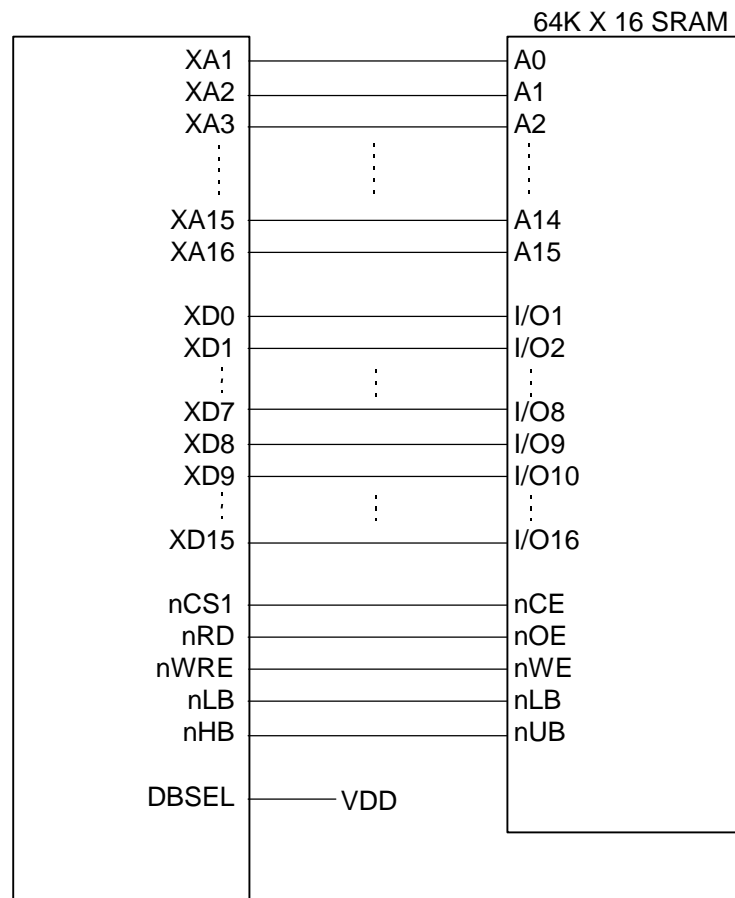 64K X 16 SRAM
XA1 A0
XA2 A1
XA3 A2
XA15 A14
XA16 A15
XD0 I/O1
XD1 I/O2
XD7 I/O8
XD8 I/O9
XD9 I/O10
XD15 I/O16
nCS1 nCE
nRD nOE
nWRE nWE
nLB nLB
nHB nUB
DBSEL VDD